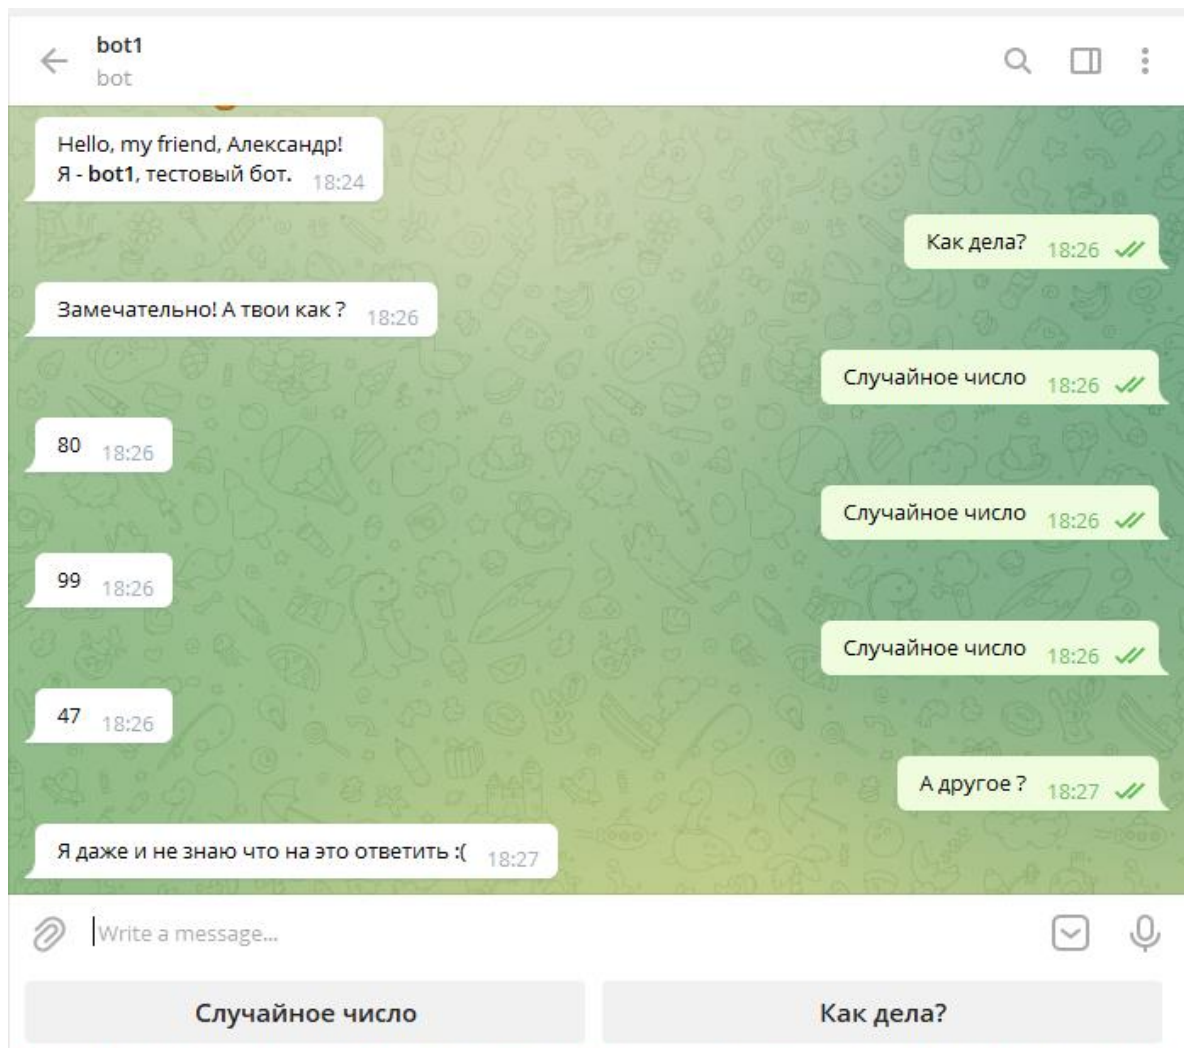 bot1
bot
Hello, my friend, Александр!
Я - bot1, тестовый бот. 18:24
Как дела? 18:26
Замечательно! А твои как ? 18:26
Случайное число 18:26
80 18:26
Случайное число 18:26
99 18:26
Случайное число 18:26
47 18:26
А другое ? 18:27
Я даже и не знаю что на это ответить :( 18:27
Write a message...
Случайное число Как дела?